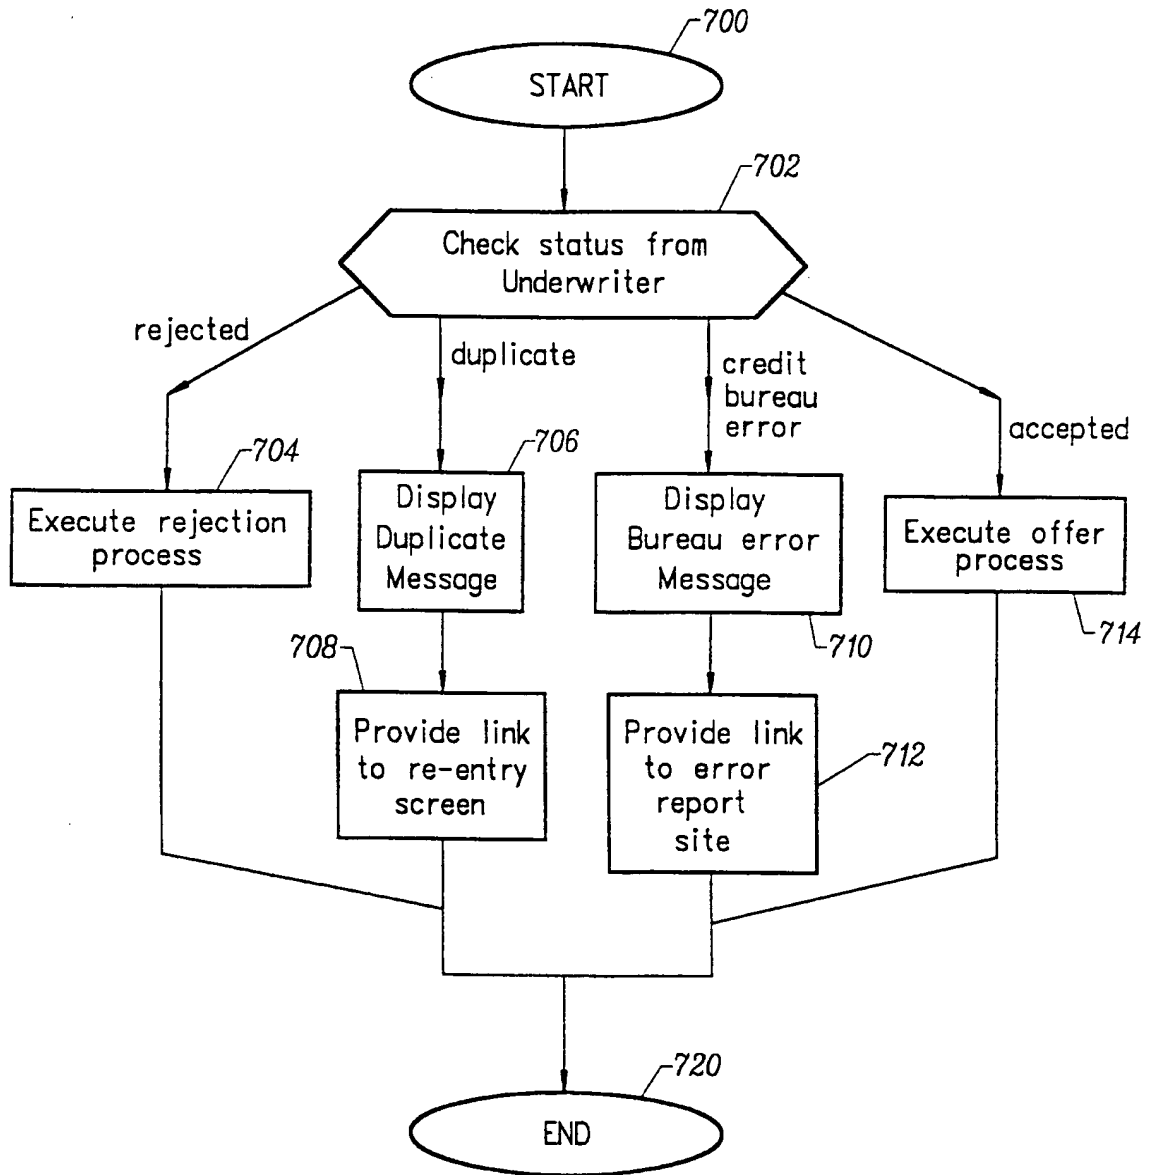 700
START
702
Check status from
Underwriter
rejected
duplicate
credit
bureau
error
accepted
704
Execute rejection
process
706
Display
Duplicate
Message
Display
Bureau error
Message
710
Execute offer
process
714
708
Provide link
to re-entry
screen
Provide link
to error
report
site
712
720
END